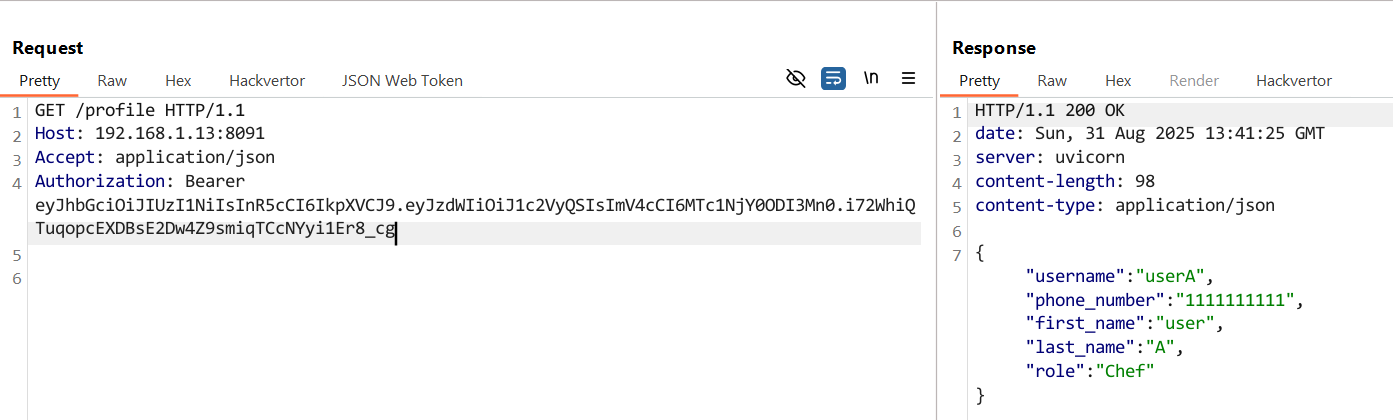 Request
Pretty Raw Hex Hackvertor JSON Web Token \n
1 GET /profile HTTP/1.1
2 Host: 192.168.1.13:8091
3 Accept: application/json
4 Authorization: Bearer
eyJhbGciOiJIUzI1NiIsInR5cCI6IkpXVCJ9.eyJzdWIiOiJ1c2VyQSIsImV4cCI6MTc1NjY0ODI3Mn0.i72WhiQ
TuqopcEXDBsE2Dw4Z9smiqTCcNYyi1Er8_cg
5
6
Response
Pretty Raw Hex Render Hackvertor
1 HTTP/1.1 200 OK
2 date: Sun, 31 Aug 2025 13:41:25 GMT
3 server: uvicorn
4 content-length: 98
5 content-type: application/json
6
7 {
"username":"userA",
"phone_number":"1111111111",
"first_name":"user",
"last_name":"A",
"role":"Chef"
}